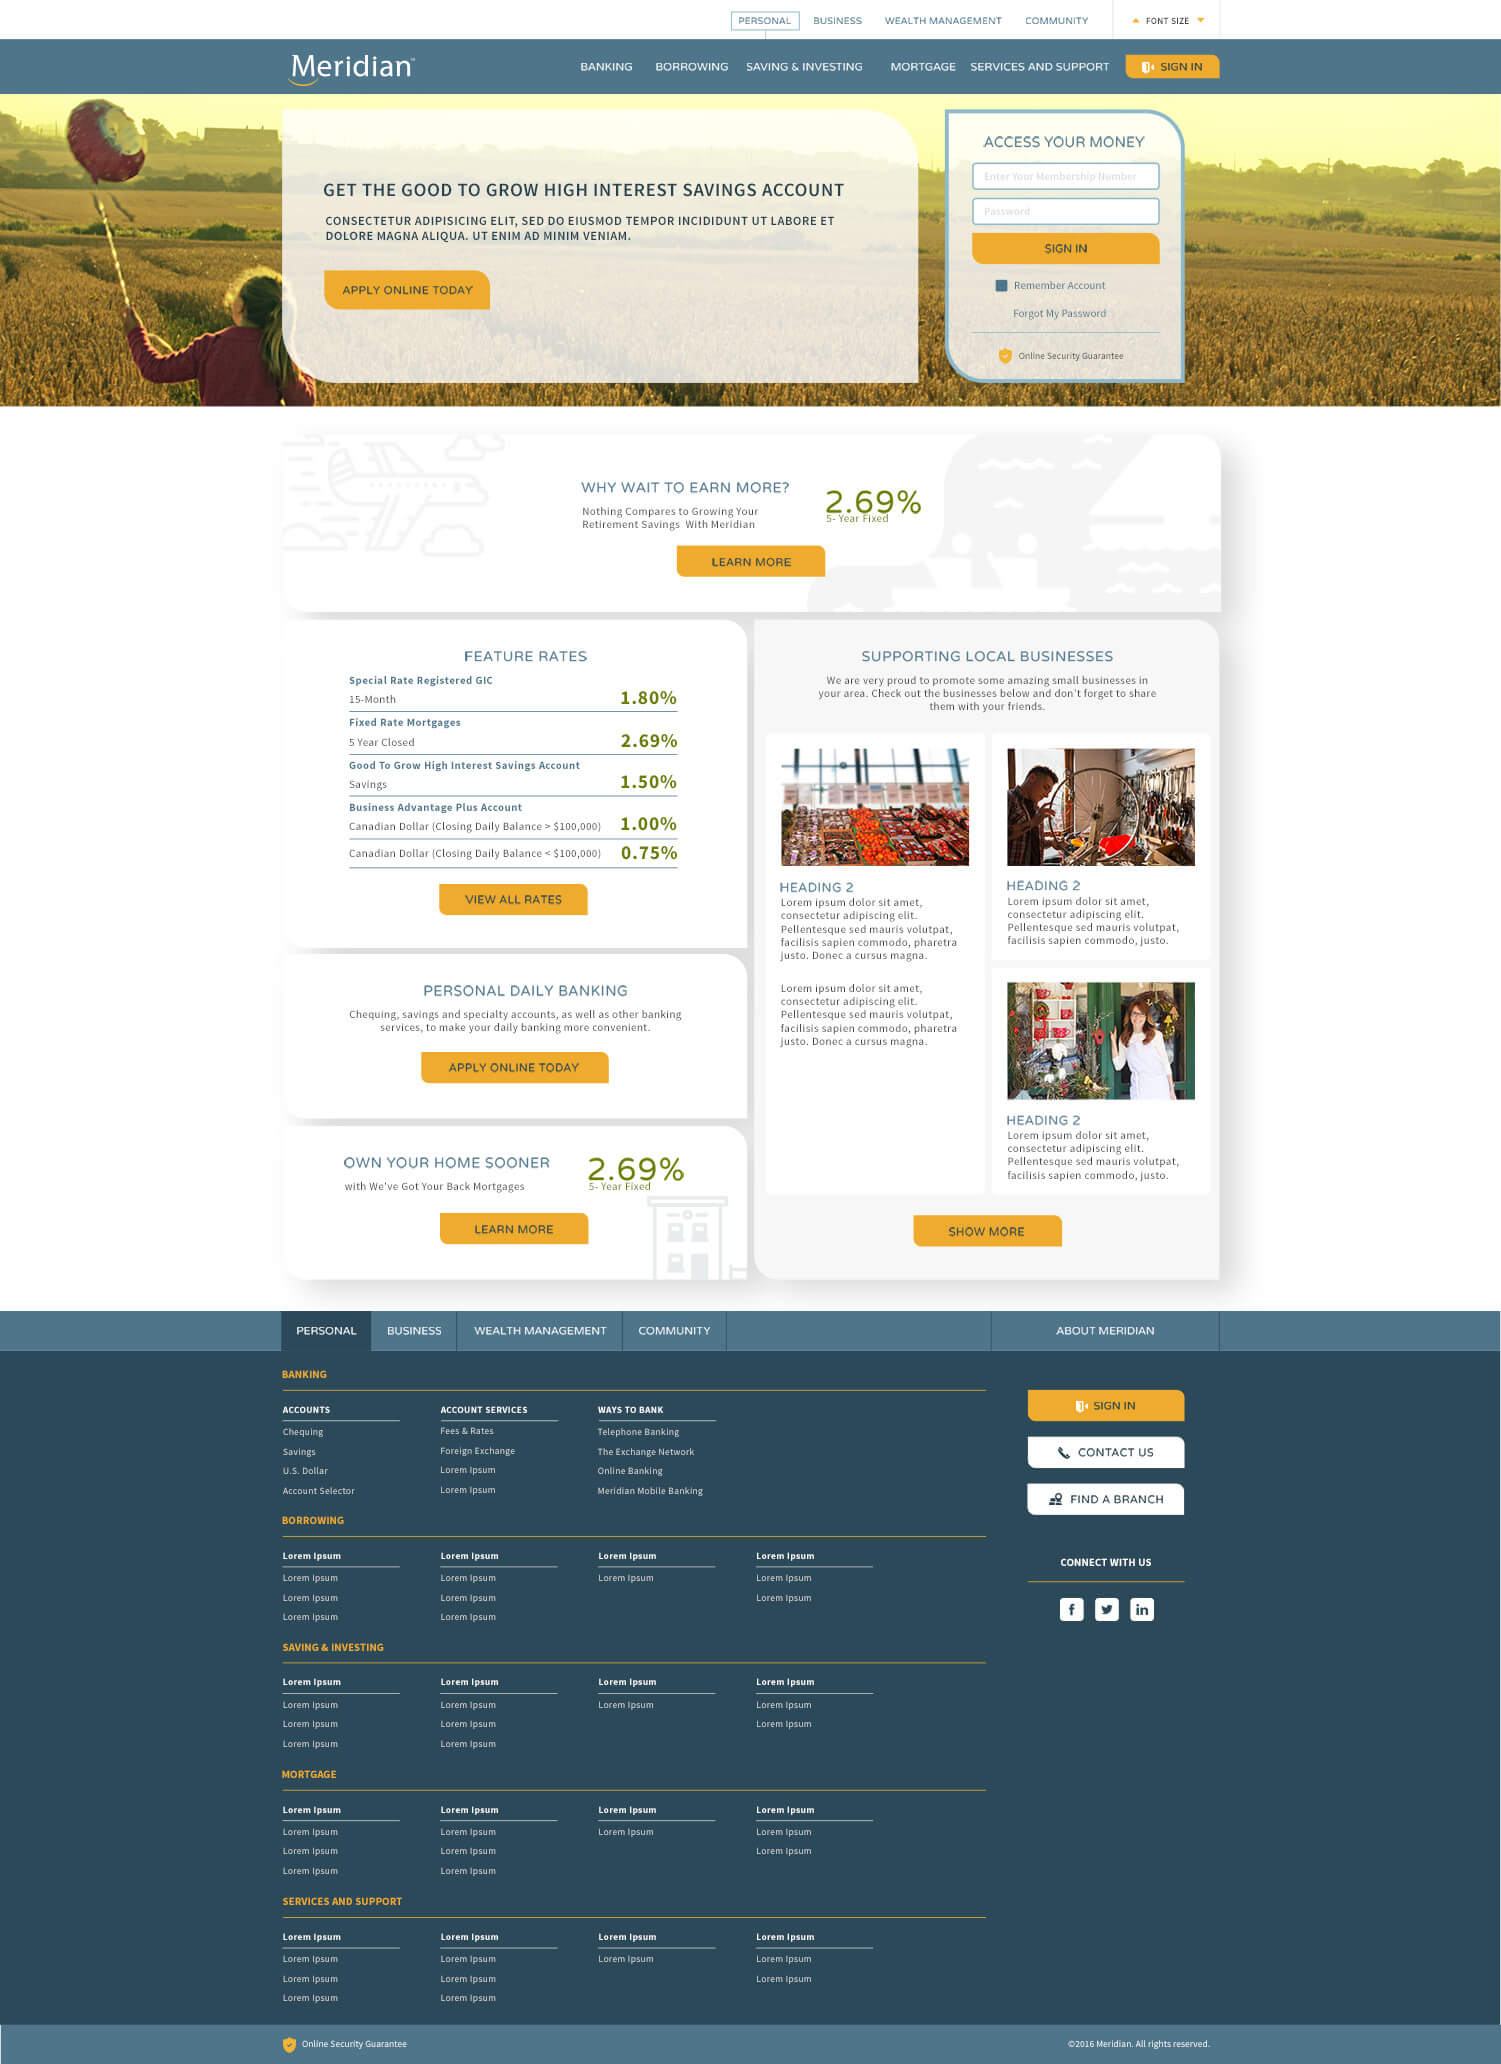 PERSONAL BUSINESS WEALTH MANAGEMENT COMMUNITY FONT SIZE
Meridian™ BANKING BORROWING SAVING & INVESTING MORTGAGE SERVICES AND SUPPORT SIGN IN
GET THE GOOD TO GROW HIGH INTEREST SAVINGS ACCOUNT
CONSECTETUR ADIPISICING ELIT, SED DO EIUSMOD TEMPOR INCIDIDUNT UT LABORE ET
DOLORE MAGNA ALIQUA. UT ENIM AD MINIM VENIAM.
APPLY ONLINE TODAY
ACCESS YOUR MONEY
Enter Your Membership Number
Password
SIGN IN
Remember Account
Forgot My Password
Online Security Guarantee
WHY WAIT TO EARN MORE?
Nothing Compares to Growing Your
Retirement Savings With Meridian
2.69%
5- Year Fixed
LEARN MORE
FEATURE RATES
Special Rate Registered GIC
15-Month 1.80%
Fixed Rate Mortgages
5 Year Closed 2.69%
Good To Grow High Interest Savings Account
Savings 1.50%
Business Advantage Plus Account
Canadian Dollar (Closing Daily Balance > $100,000) 1.00%
Canadian Dollar (Closing Daily Balance < $100,000) 0.75%
VIEW ALL RATES
PERSONAL DAILY BANKING
Chequing, savings and specialty accounts, as well as other banking
services, to make your daily banking more convenient.
APPLY ONLINE TODAY
OWN YOUR HOME SOONER
with We've Got Your Back Mortgages
2.69%
5- Year Fixed
LEARN MORE
SUPPORTING LOCAL BUSINESSES
We are very proud to promote some amazing small businesses in
your area. Check out the businesses below and don't forget to share
them with your friends.
HEADING 2
Lorem ipsum dolor sit amet,
consectetur adipiscing elit.
Pellentesque sed mauris volutpat,
facilisis sapien commodo, pharetra
justo. Donec a cursus magna.
Lorem ipsum dolor sit amet,
consectetur adipiscing elit.
Pellentesque sed mauris volutpat,
facilisis sapien commodo, pharetra
justo. Donec a cursus magna.
HEADING 2
Lorem ipsum dolor sit amet,
consectetur adipiscing elit.
Pellentesque sed mauris volutpat,
facilisis sapien commodo, justo.
HEADING 2
Lorem ipsum dolor sit amet,
consectetur adipiscing elit.
Pellentesque sed mauris volutpat,
facilisis sapien commodo, justo.
SHOW MORE
PERSONAL BUSINESS WEALTH MANAGEMENT COMMUNITY ABOUT MERIDIAN
BANKING
ACCOUNTS ACCOUNT SERVICES WAYS TO BANK
Chequing Fees & Rates Telephone Banking
Savings Foreign Exchange The Exchange Network
U.S. Dollar Lorem Ipsum Online Banking
Account Selector Lorem Ipsum Meridian Mobile Banking
BORROWING
Lorem Ipsum Lorem Ipsum Lorem Ipsum Lorem Ipsum
Lorem Ipsum Lorem Ipsum Lorem Ipsum Lorem Ipsum
Lorem Ipsum Lorem Ipsum Lorem Ipsum
Lorem Ipsum Lorem Ipsum
SAVING & INVESTING
Lorem Ipsum Lorem Ipsum Lorem Ipsum Lorem Ipsum
Lorem Ipsum Lorem Ipsum Lorem Ipsum Lorem Ipsum
Lorem Ipsum Lorem Ipsum Lorem Ipsum
Lorem Ipsum Lorem Ipsum
MORTGAGE
Lorem Ipsum Lorem Ipsum Lorem Ipsum Lorem Ipsum
Lorem Ipsum Lorem Ipsum Lorem Ipsum Lorem Ipsum
Lorem Ipsum Lorem Ipsum Lorem Ipsum
Lorem Ipsum Lorem Ipsum
SERVICES AND SUPPORT
Lorem Ipsum Lorem Ipsum Lorem Ipsum Lorem Ipsum
Lorem Ipsum Lorem Ipsum Lorem Ipsum Lorem Ipsum
Lorem Ipsum Lorem Ipsum Lorem Ipsum
Lorem Ipsum Lorem Ipsum
SIGN IN
CONTACT US
FIND A BRANCH
CONNECT WITH US
f in
Online Security Guarantee ©2016 Meridian. All rights reserved.